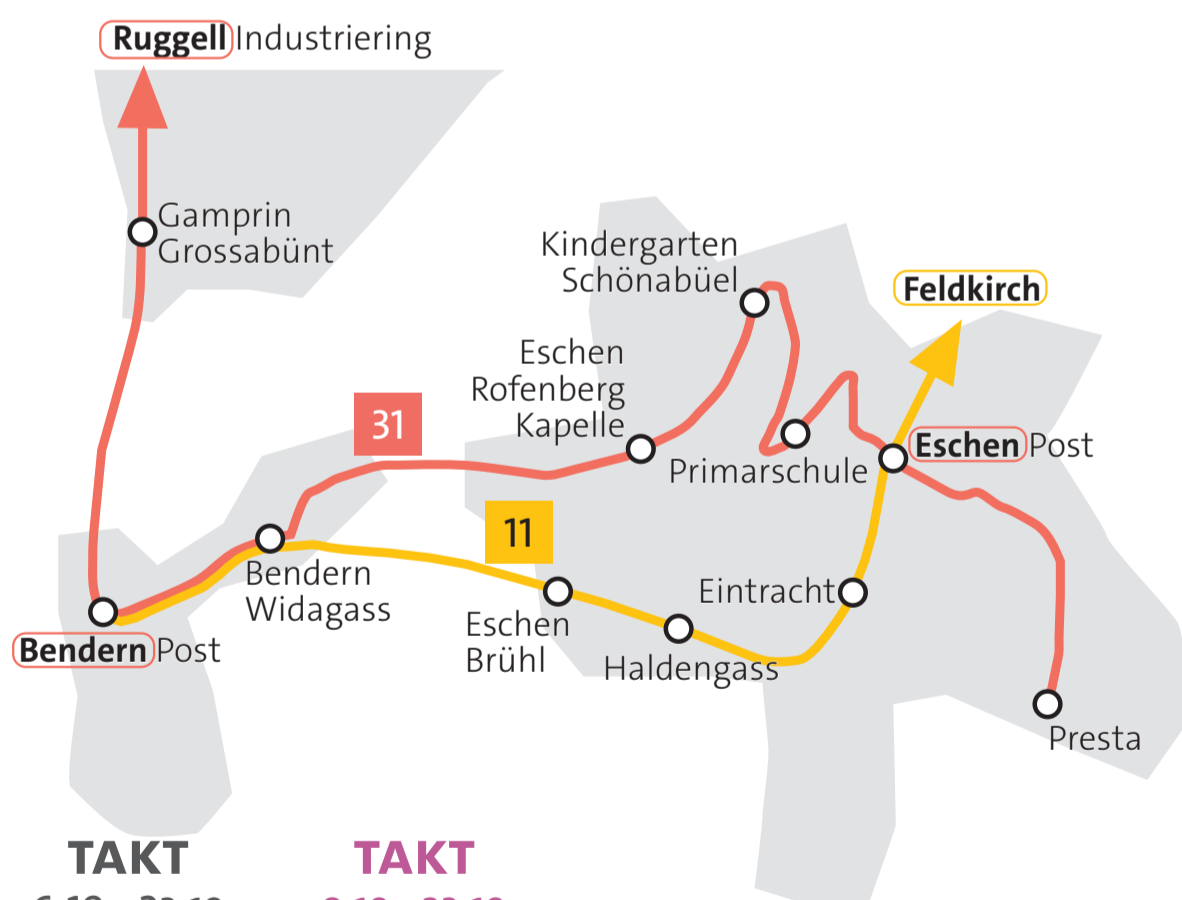 Ruggell Industriering
Gamprin
Grossabünt
Kindergarten
Schönabüel
Feldkirch
Eschen
Rofenberg
Kapelle
31
Primarschule
Eschen Post
11
Bendern
Widagass
Eschen
Brühl
Eintracht
Haldengass
Bendern Post
Presta
TAKT
TAKT